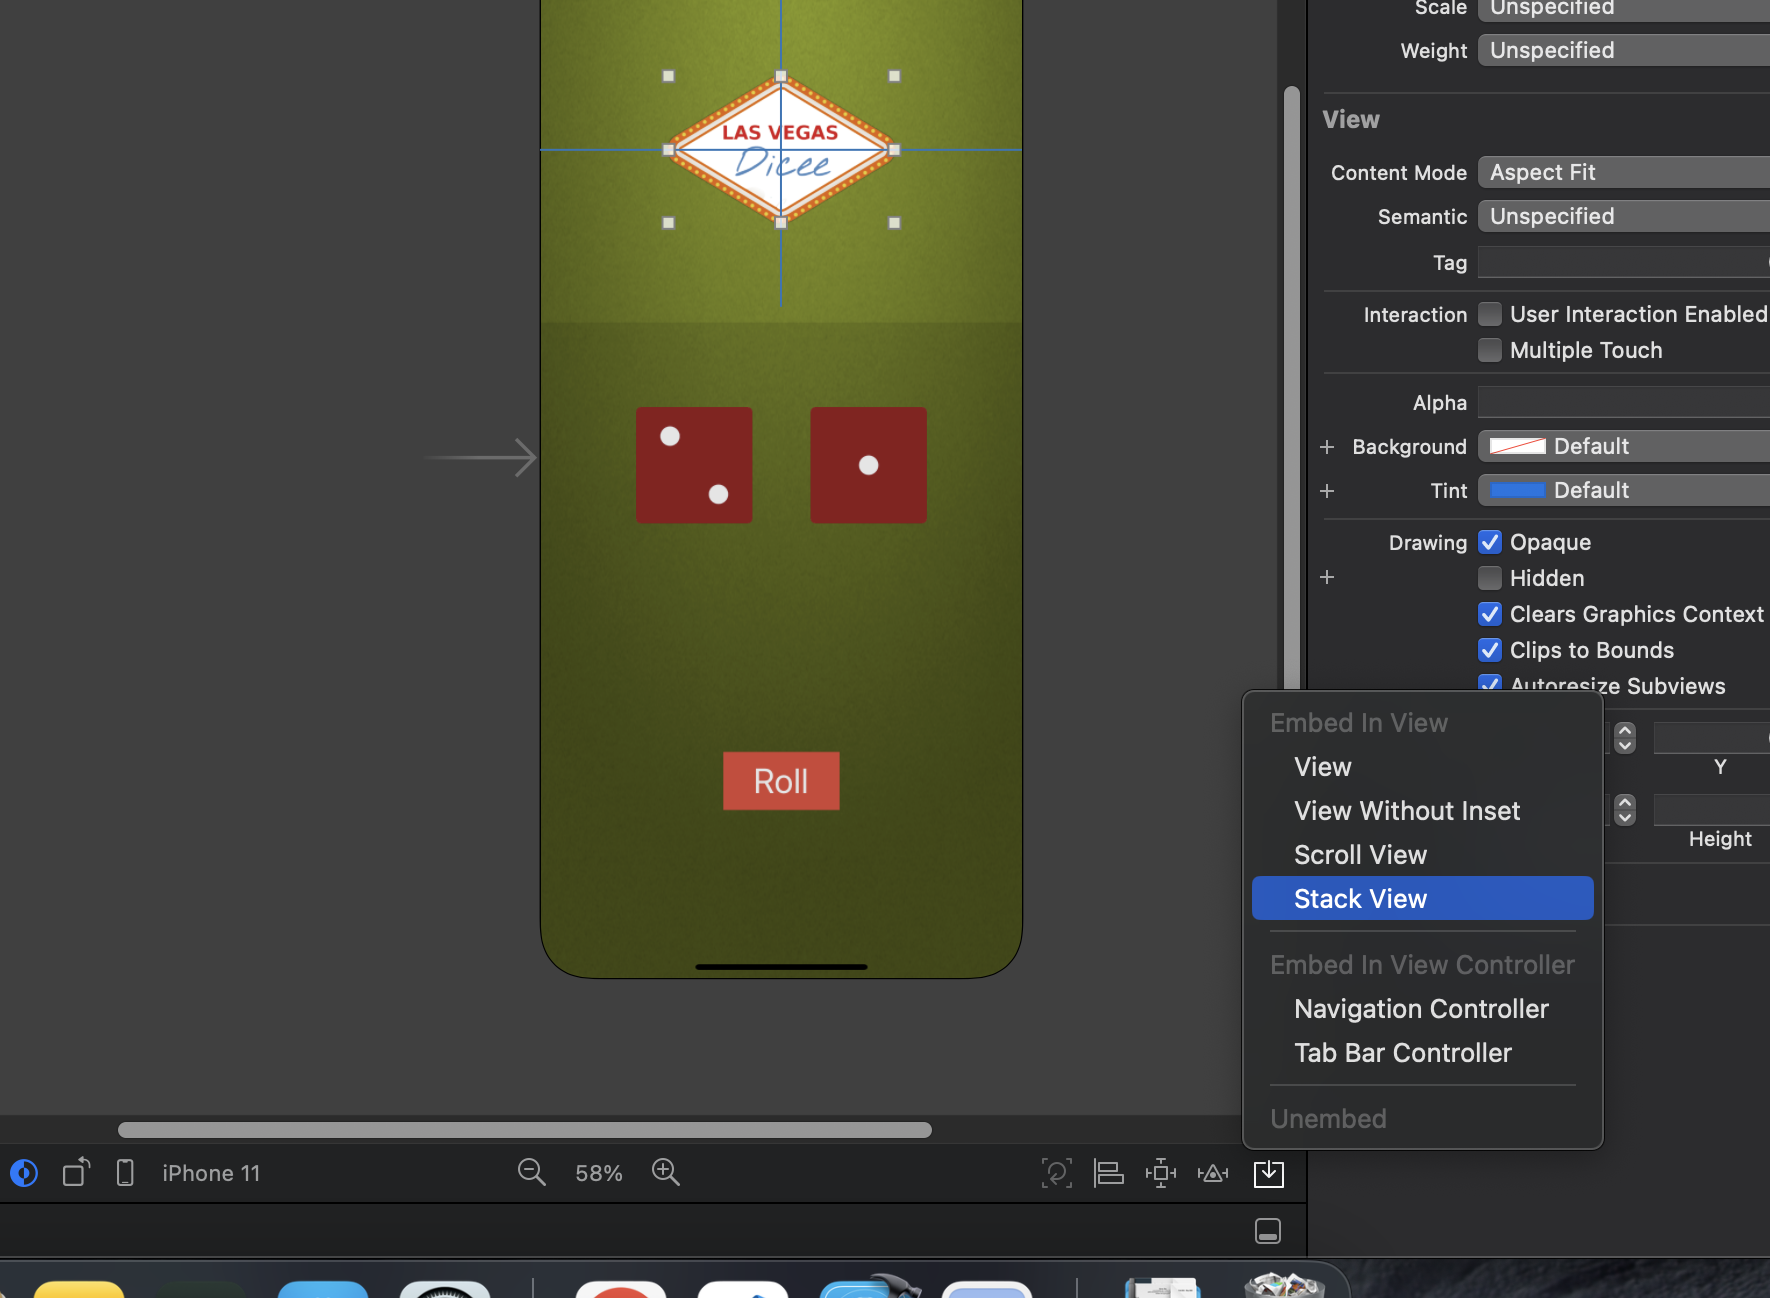 Scale Unspecified
Weight Unspecified
View
Content Mode Aspect Fit
Semantic Unspecified
Tag
Interaction User Interaction Enabled
Multiple Touch
Alpha
+ Background Default
+ Tint Default
Drawing Opaque
+ Hidden
Clears Graphics Context
Clips to Bounds
Autoresize Subviews
Y
Height
LAS VEGAS
Dicee
Roll
Embed In View
View
View Without Inset
Scroll View
Stack View
Embed In View Controller
Navigation Controller
Tab Bar Controller
Unembed
iPhone 11
58%